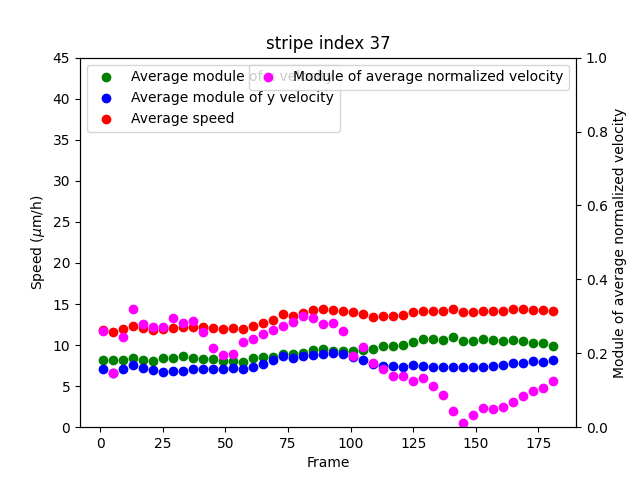 stripe index 37
Average module of
Average module of y velocity
Average speed
Module of average normalized velocity
45
40
35
30
25
20
15
10
5
0
Speed (μm/h)
1.0
0.8
0.6
0.4
0.2
0.0
Module of average normalized velocity
0 25 50 75 100 125 150 175
Frame